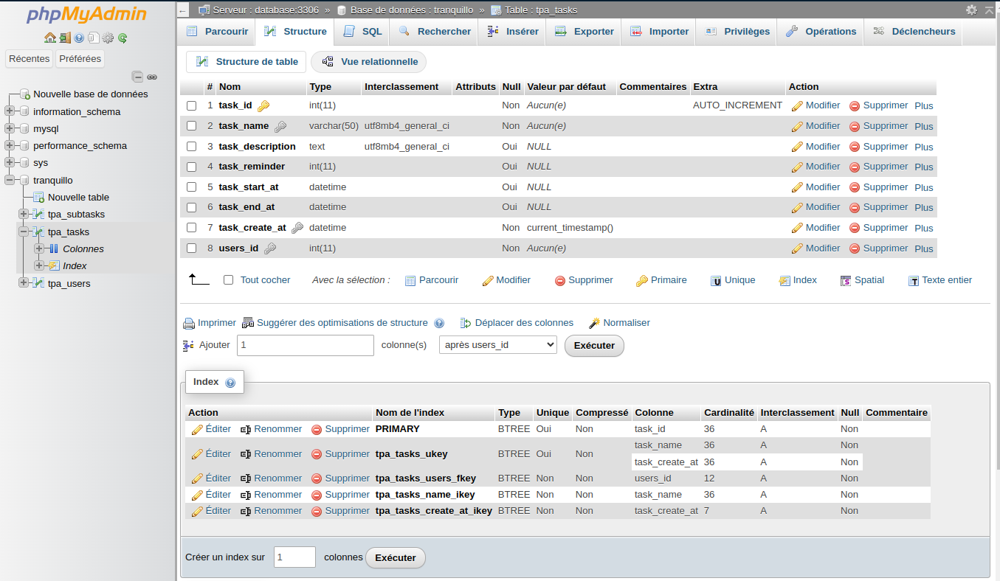 phpMyAdmin
Récentes Préférées
Nouvelle base de données
information_schema
mysql
performance_schema
sys
tranquillo
Nouvelle table
tpa_subtasks
tpa_tasks
Colonnes
Index
tpa_users
← Serveur : database:3306 » Base de données : tranquillo » Table : tpa_tasks
Parcourir Structure SQL Rechercher Insérer Exporter Importer Privilèges Opérations Déclencheurs
Structure de table Vue relationnelle
# Nom Type Interclassement Attributs Null Valeur par défaut Commentaires Extra Action
1 task_id int(11) Non Aucun(e) AUTO_INCREMENT Modifier Supprimer Plus
2 task_name varchar(50) utf8mb4_general_ci Non Aucun(e) Modifier Supprimer Plus
3 task_description text utf8mb4_general_ci Oui NULL Modifier Supprimer Plus
4 task_reminder int(11) Oui NULL Modifier Supprimer Plus
5 task_start_at datetime Oui NULL Modifier Supprimer Plus
6 task_end_at datetime Oui NULL Modifier Supprimer Plus
7 task_create_at datetime Non current_timestamp() Modifier Supprimer Plus
8 users_id int(11) Non Aucun(e) Modifier Supprimer Plus
Tout cocher Avec la sélection : Parcourir Modifier Supprimer Primaire Unique Index Spatial Texte entier
Imprimer Suggérer des optimisations de structure Déplacer des colonnes Normaliser
Ajouter 1 colonne(s) après users_id Exécuter
Index
Action Nom de l'index Type Unique Compressé Colonne Cardinalité Interclassement Null Commentaire
Éditer Renommer Supprimer PRIMARY BTREE Oui Non task_id 36 A Non
Éditer Renommer Supprimer tpa_tasks_ukey BTREE Oui Non task_name 36 A Non
task_create_at 36 A Non
Éditer Renommer Supprimer tpa_tasks_users_fkey BTREE Non Non users_id 12 A Non
Éditer Renommer Supprimer tpa_tasks_name_ikey BTREE Non Non task_name 36 A Non
Éditer Renommer Supprimer tpa_tasks_create_at_ikey BTREE Non Non task_create_at 7 A Non
Créer un index sur 1 colonnes Exécuter